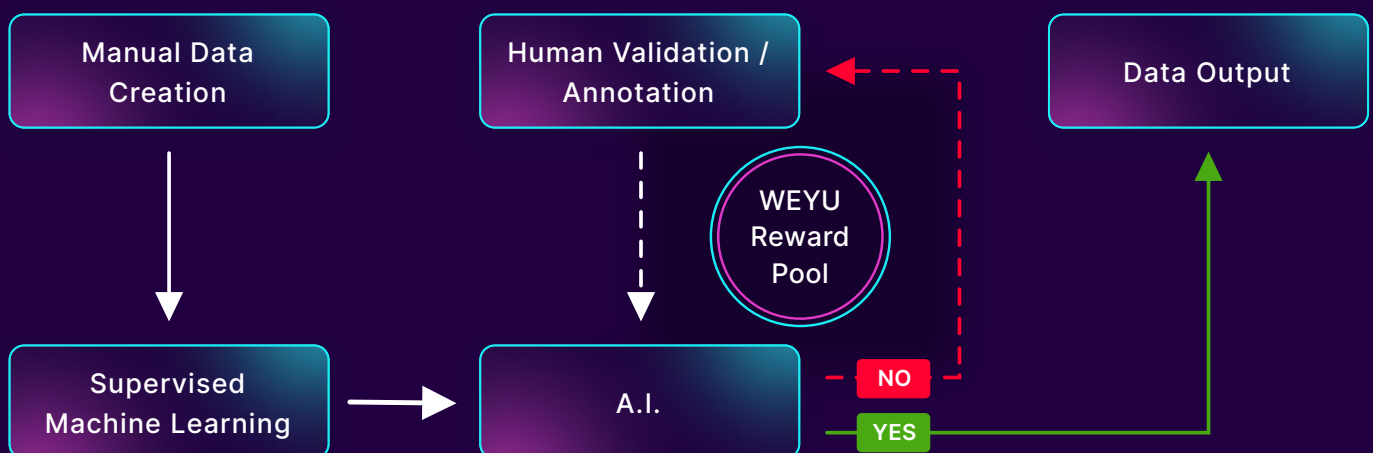 Manual Data
Creation
Human Validation /
Annotation
Data Output
WEYU
Reward
Pool
Supervised
Machine Learning
A.I.
NO
YES